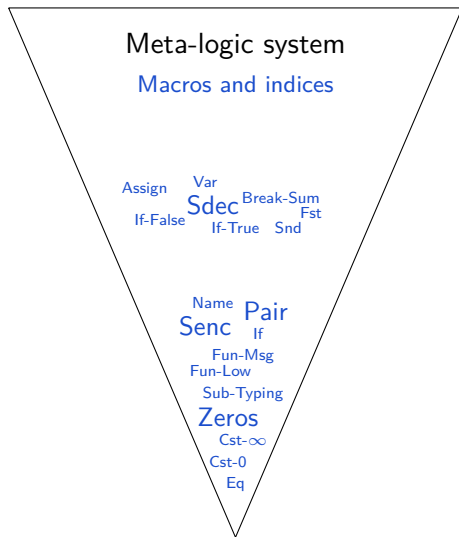 Meta-logic system
Macros and indices
Var
Assign
Break-Sum
Sdec
Fst
If-False
If-True
Snd
Name
Pair
Senc
If
Fun-Msg
Fun-Low
Sub-Typing
Zeros
Cst-∞
Cst-0
Eq